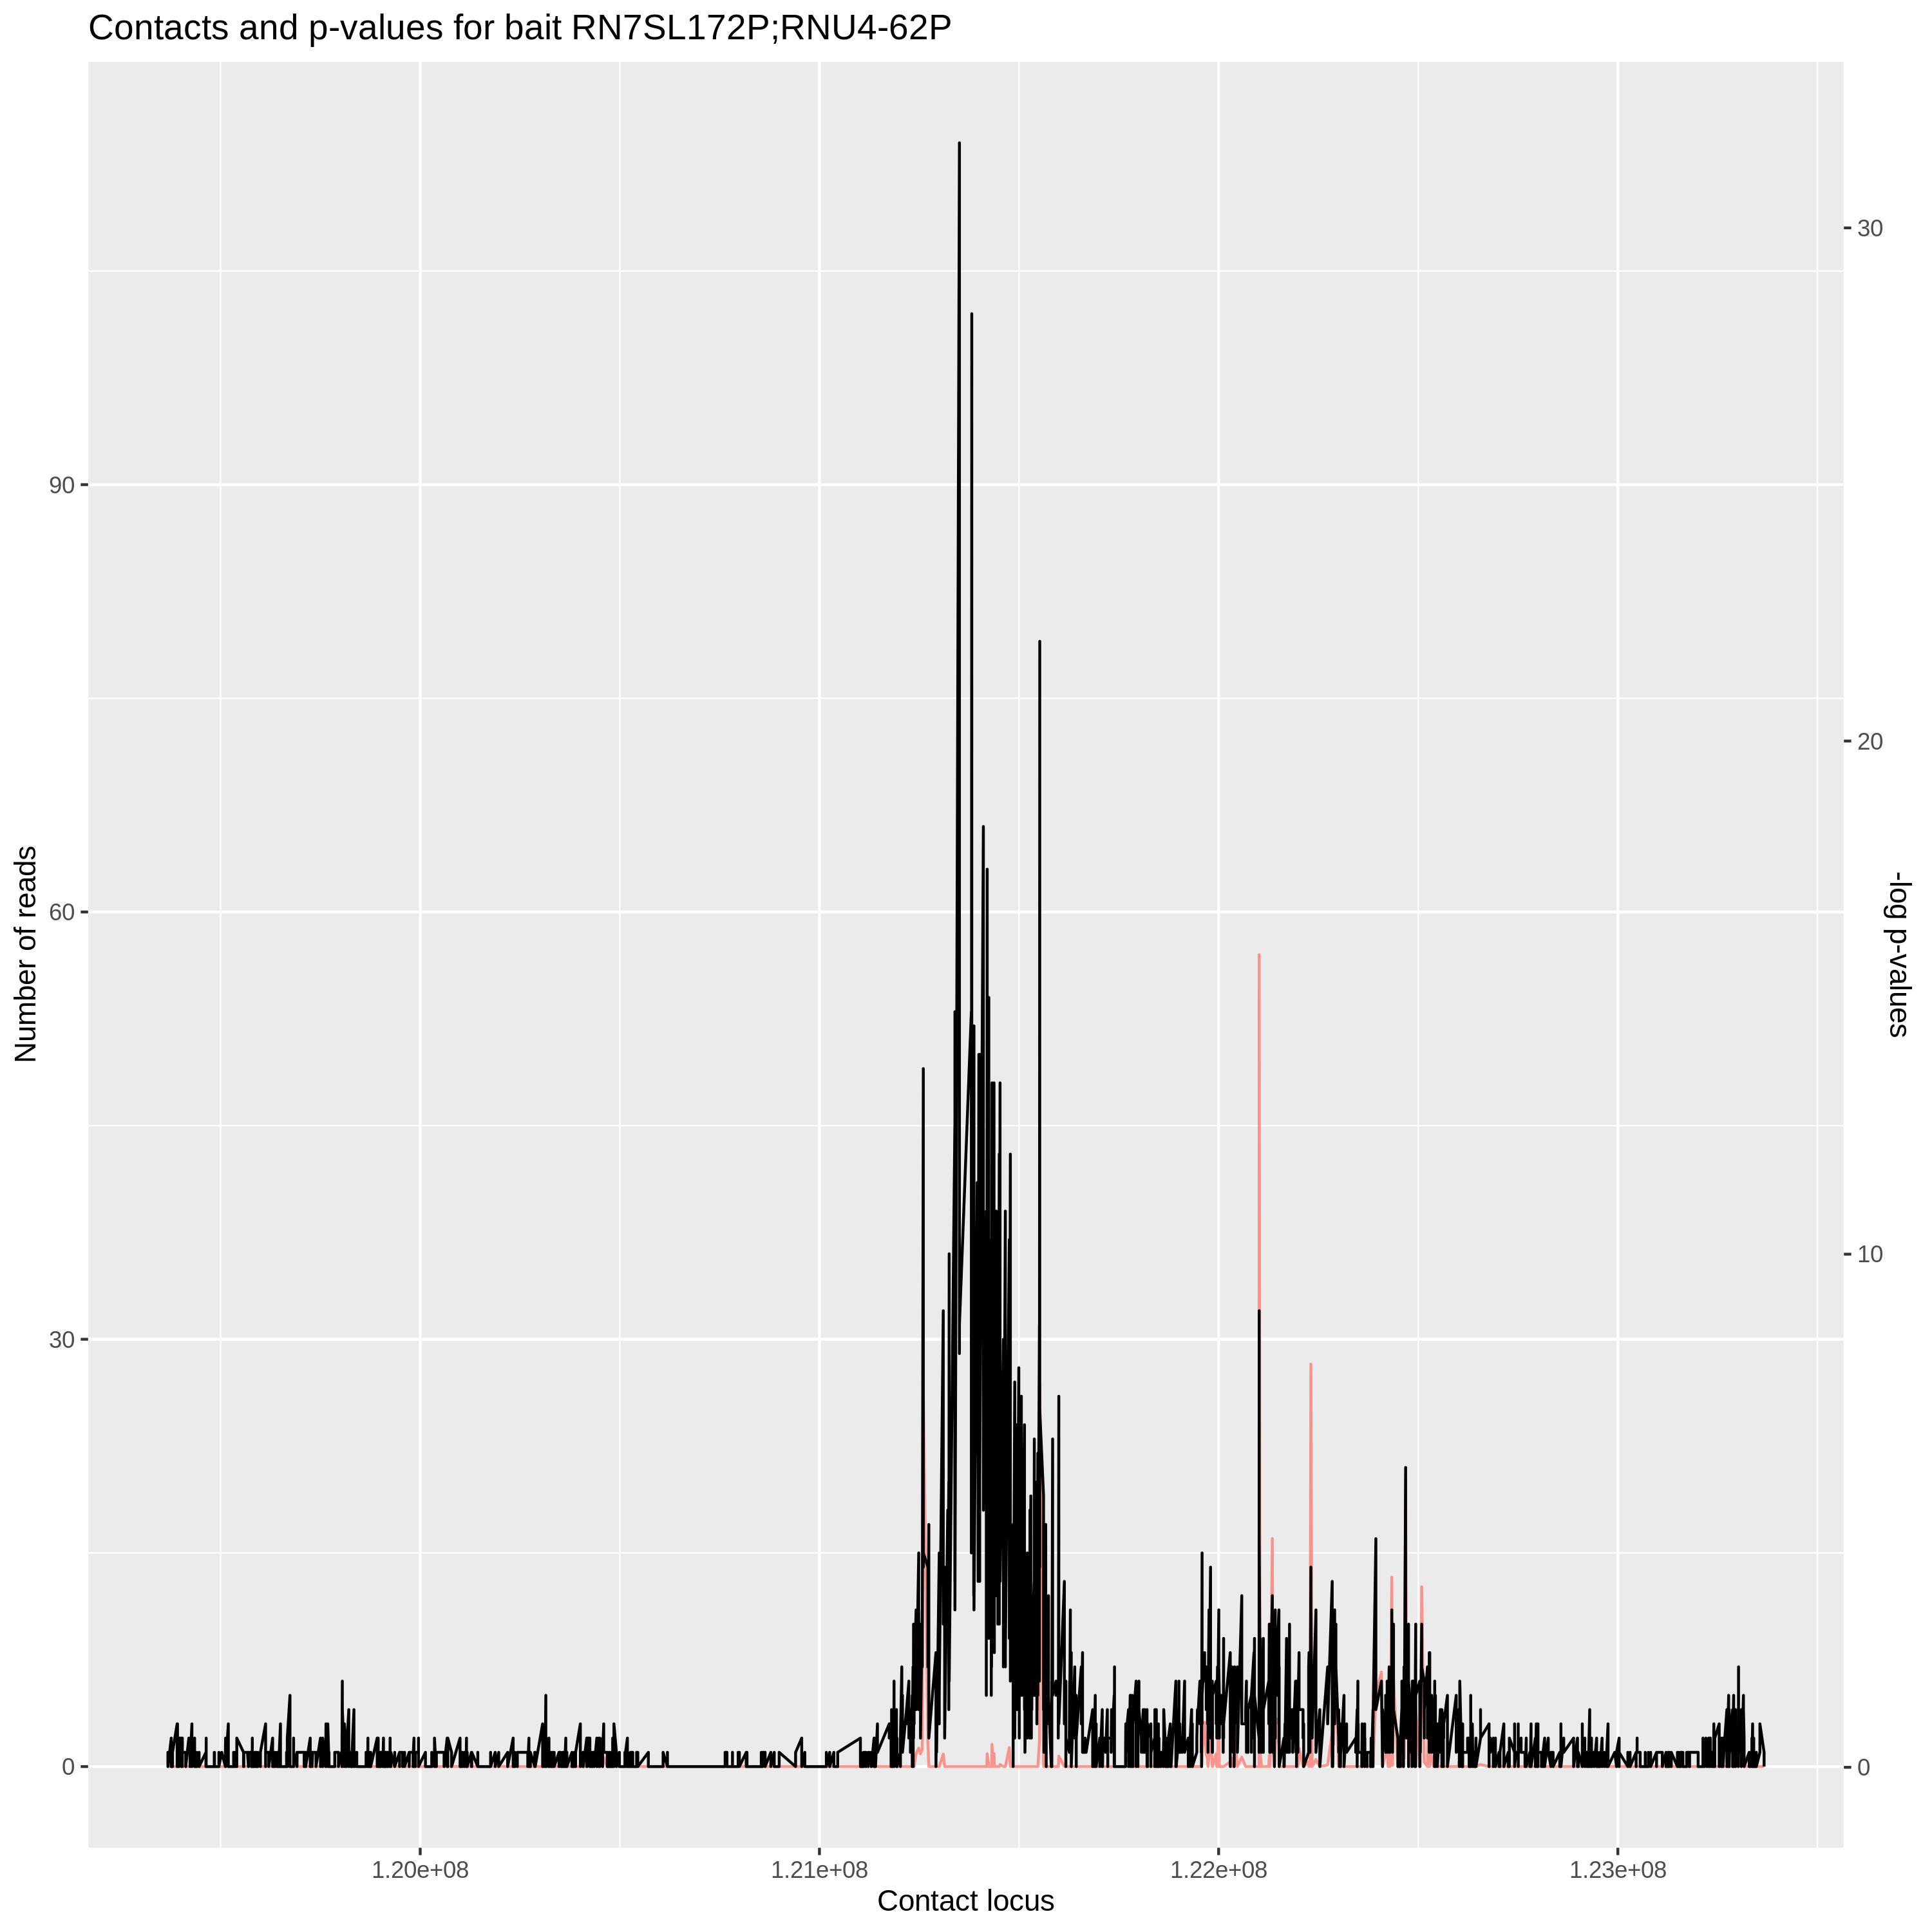 Contacts and p-values for bait RN7SL172P;RNU4-62P
Number of reads
90
60
30
0
30
20
10
0
-log p-values
1.20e+08
1.21e+08
1.22e+08
1.23e+08
Contact locus